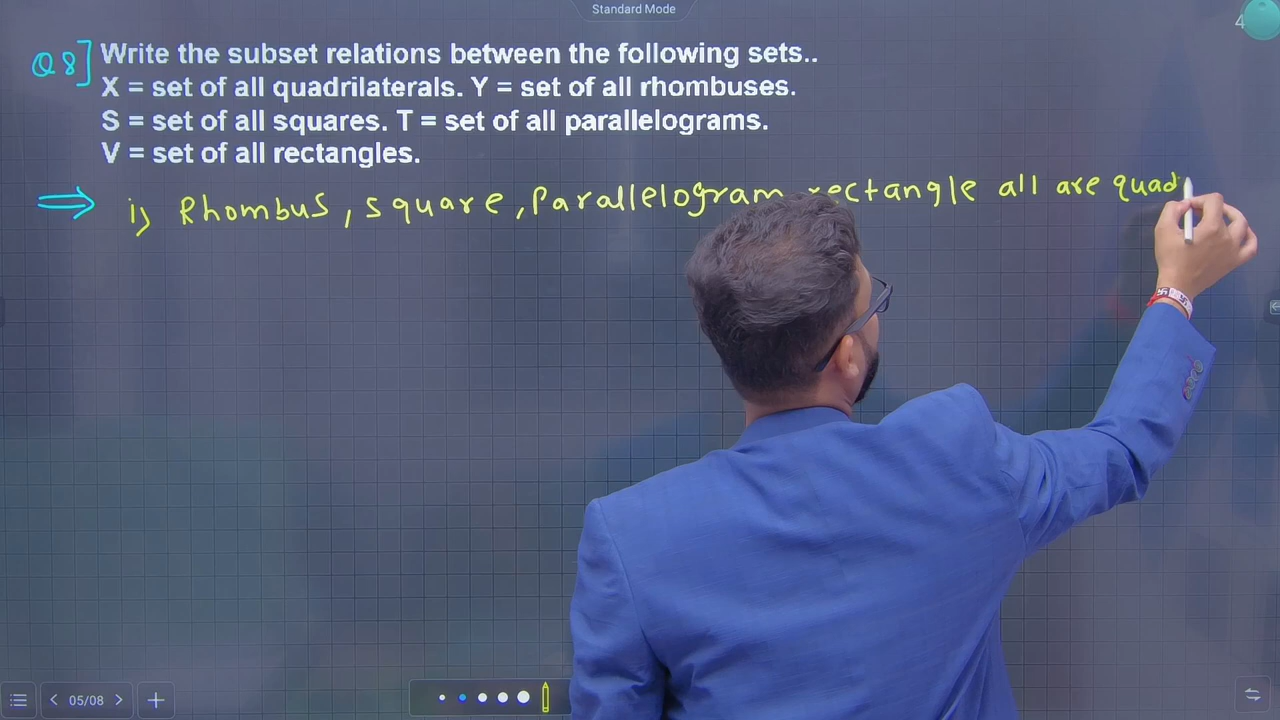 Standard Mode
4
Q8] Write the subset relations between the following sets..
X = set of all quadrilaterals. Y = set of all rhombuses.
S = set of all squares. T = set of all parallelograms.
V = set of all rectangles.
⇒ i) Rhombus, square, Parallelogram rectangle all are quad
05/08